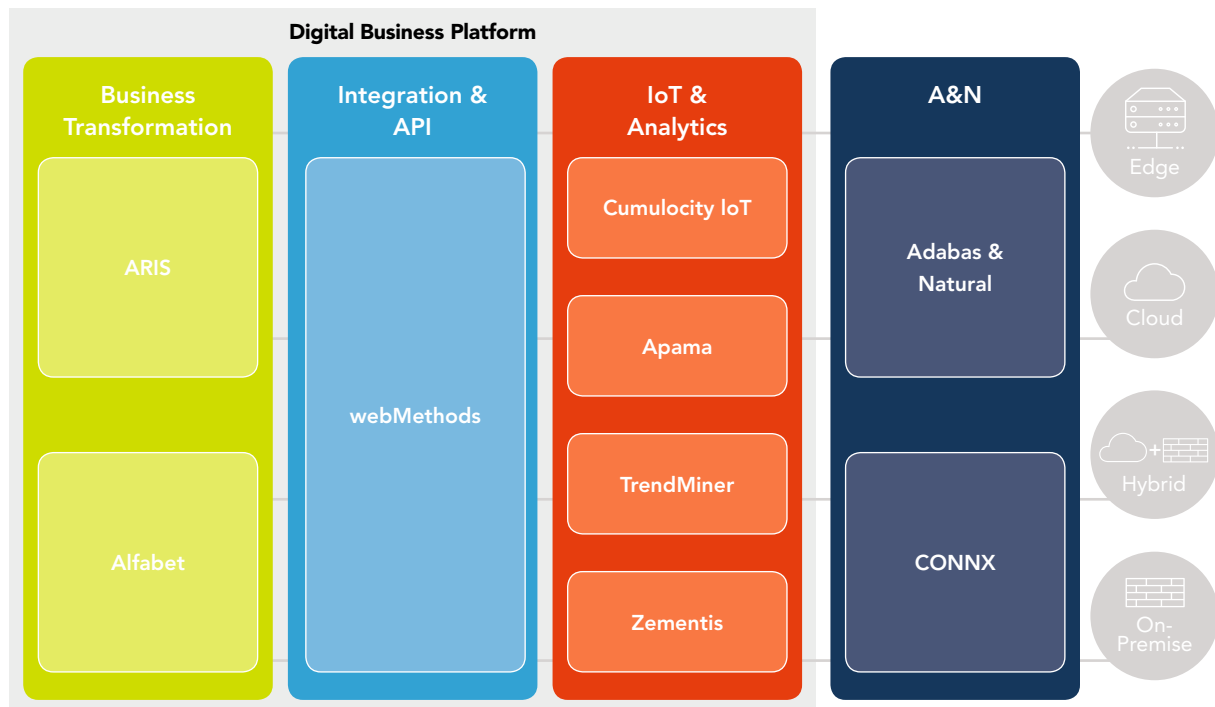 Digital Business Platform
Business
Transformation
ARIS
Alfabet
Integration &
API
webMethods
IoT &
Analytics
Cumulocity IoT
Apama
TrendMiner
Zementis
A&N
Adabas &
Natural
CONNX
Edge
Cloud
+
Hybrid
On-
Premise